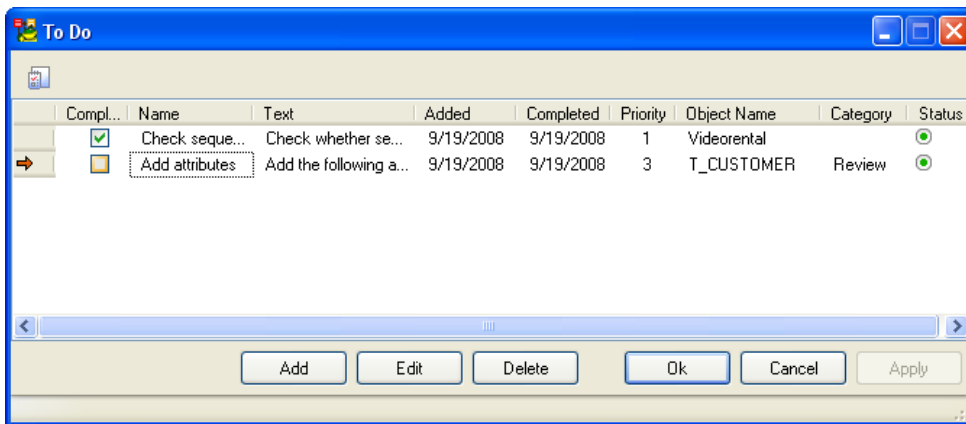 To Do
Compl... Name Text Added Completed Priority Object Name Category Status
Check seque... Check whether se... 9/19/2008 9/19/2008 1 Videorental
Add attributes Add the following a... 9/19/2008 9/19/2008 3 T_CUSTOMER Review
Add Edit Delete Ok Cancel Apply